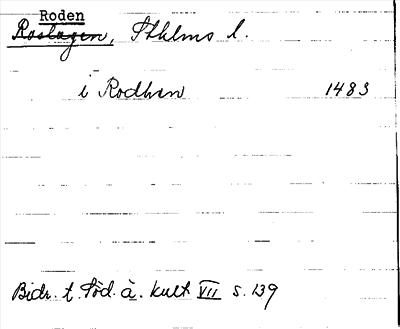 Roden
Roslagen, Sthlms l.
i Rodhen 1483
Bidr. t. Söd. å. kult VII s. 139